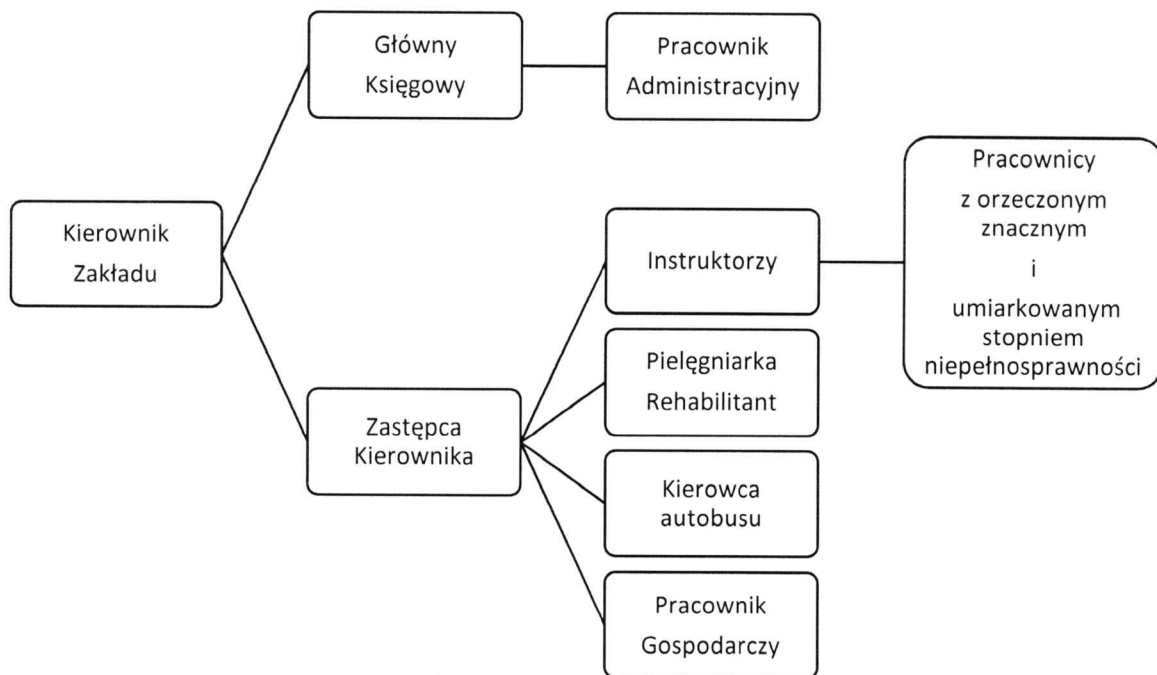 Główny
Księgowy
Pracownik
Administracyjny
Kierownik
Zakładu
Zastępca
Kierownika
Instruktorzy
Pielęgniarka
Rehabilitant
Kierowca
autobusu
Pracownik
Gospodarczy
Pracownicy
z orzeczonym
znacznym
i
umiarkowanym
stopniem
niepełnosprawności